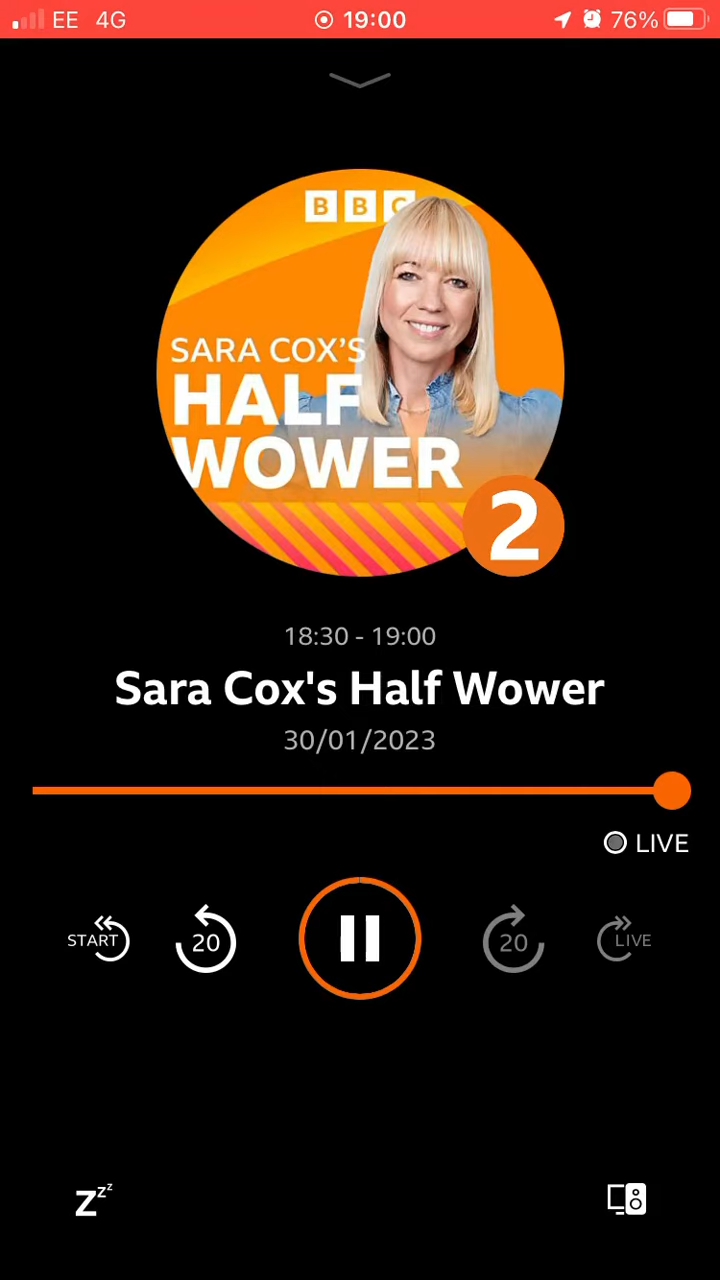 EE 4G 19:00 76%
BBC
SARA COX'S
HALF
WOWER
2
18:30 - 19:00
Sara Cox's Half Wower
30/01/2023
LIVE
START 20 20 LIVE
Zzz